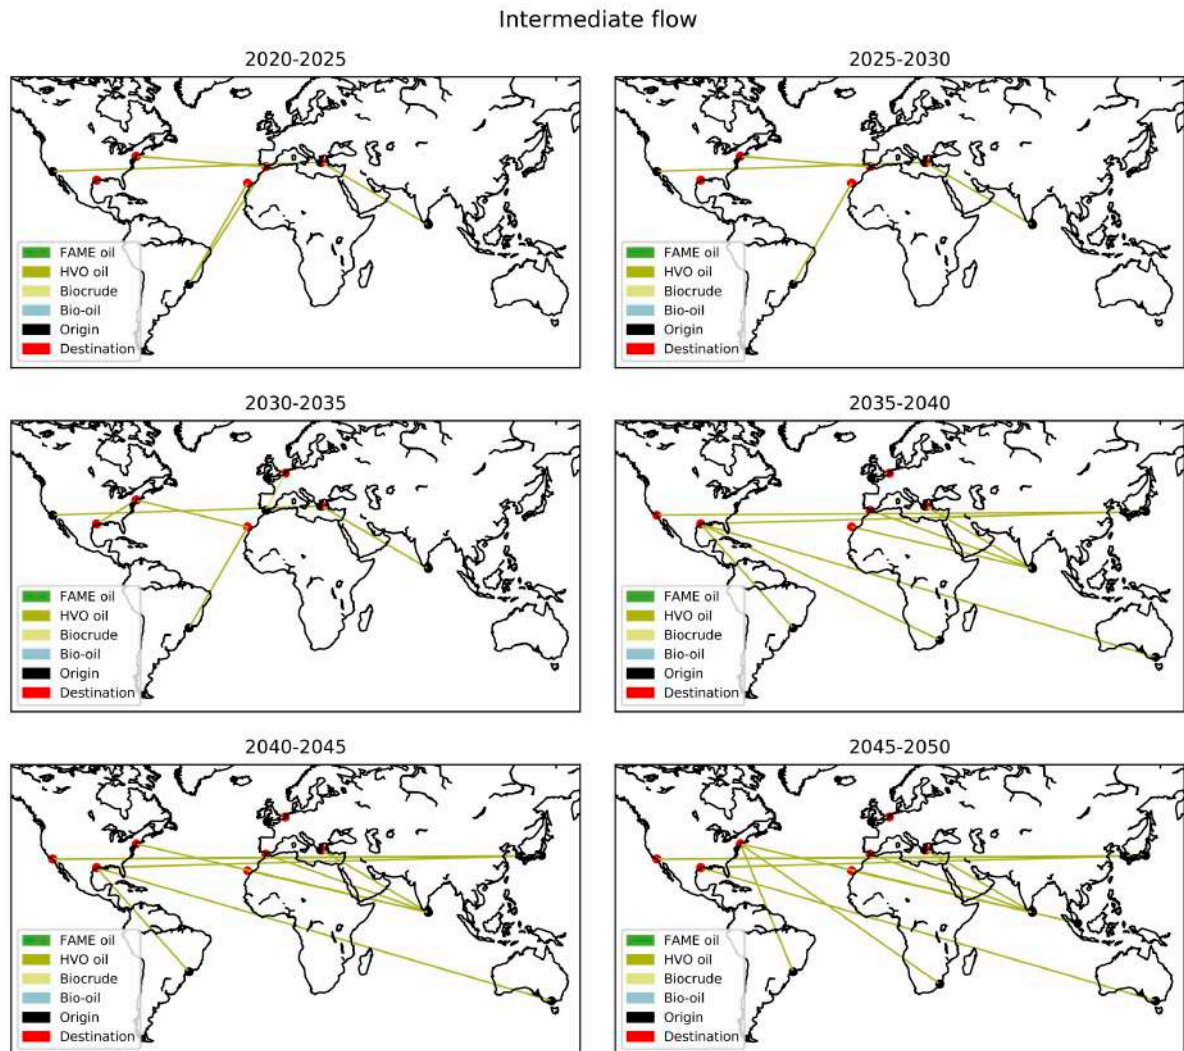 Intermediate flow
2020-2025
FAME oil
HVO oil
Biocrude
Bio-oil
Origin
Destination
2025-2030
FAME oil
HVO oil
Biocrude
Bio-oil
Origin
Destination
2030-2035
FAME oil
HVO oil
Biocrude
Bio-oil
Origin
Destination
2035-2040
FAME oil
HVO oil
Biocrude
Bio-oil
Origin
Destination
2040-2045
FAME oil
HVO oil
Biocrude
Bio-oil
Origin
Destination
2045-2050
FAME oil
HVO oil
Biocrude
Bio-oil
Origin
Destination